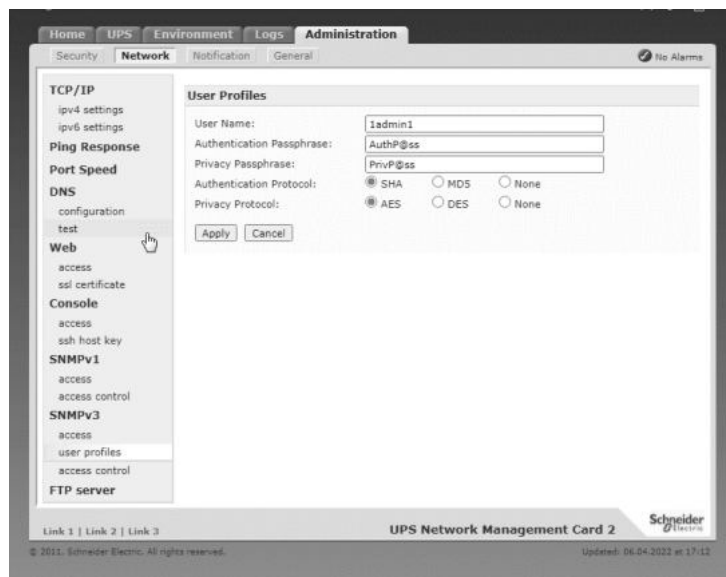 Home UPS Environment Logs Administration
Security Network Notification General No Alarms
TCP/IP
ipv4 settings
ipv6 settings
Ping Response
Port Speed
DNS
configuration
test
Web
access
ssl certificate
Console
access
ssh host key
SNMPv1
access
access control
SNMPv3
access
user profiles
access control
FTP server
User Profiles
User Name: 1admin1
Authentication Passphrase: AuthP@ss
Privacy Passphrase: PrivP@ss
Authentication Protocol: SHA MD5 None
Privacy Protocol: AES DES None
Apply Cancel
Link 1 | Link 2 | Link 3
UPS Network Management Card 2
Schneider
Electric
© 2011, Schneider Electric. All rights reserved.
Updated: 06.04.2022 at 17:12